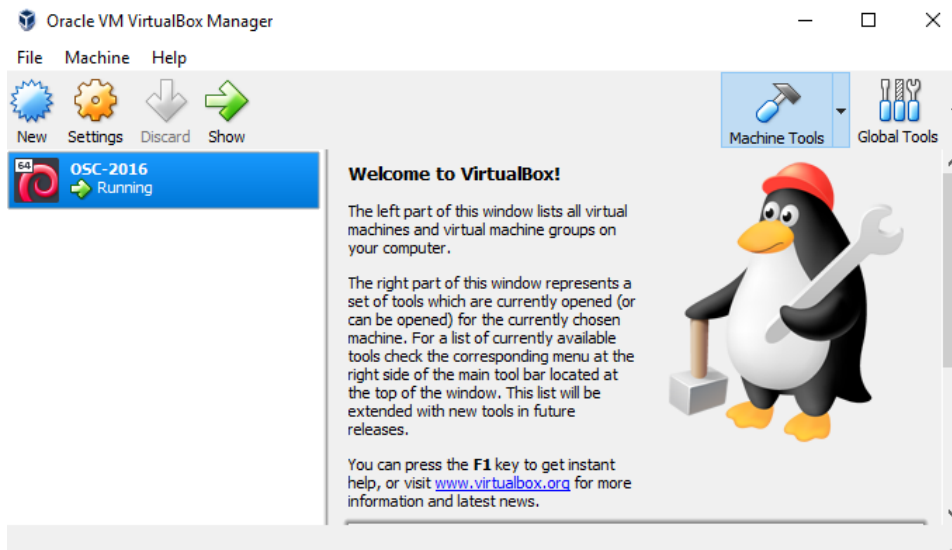 Oracle VM VirtualBox Manager
File Machine Help
New Settings Discard Show
Machine Tools Global Tools
64
OSC-2016
Running
Welcome to VirtualBox!
The left part of this window lists all virtual
machines and virtual machine groups on
your computer.
The right part of this window represents a
set of tools which are currently opened (or
can be opened) for the currently chosen
machine. For a list of currently available
tools check the corresponding menu at the
right side of the main tool bar located at
the top of the window. This list will be
extended with new tools in future
releases.
You can press the F1 key to get instant
help, or visit www.virtualbox.org for more
information and latest news.